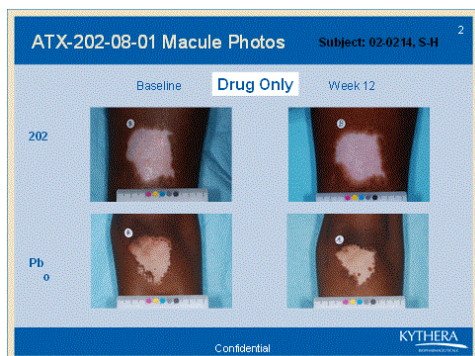 2
ATX-202-08-01 Macule Photos
Subject: 02-0214, S-H
Baseline
Drug Only
Week 12
202
Pb
o
Confidential
KYTHERA
BIOPHARMACEUTICALS